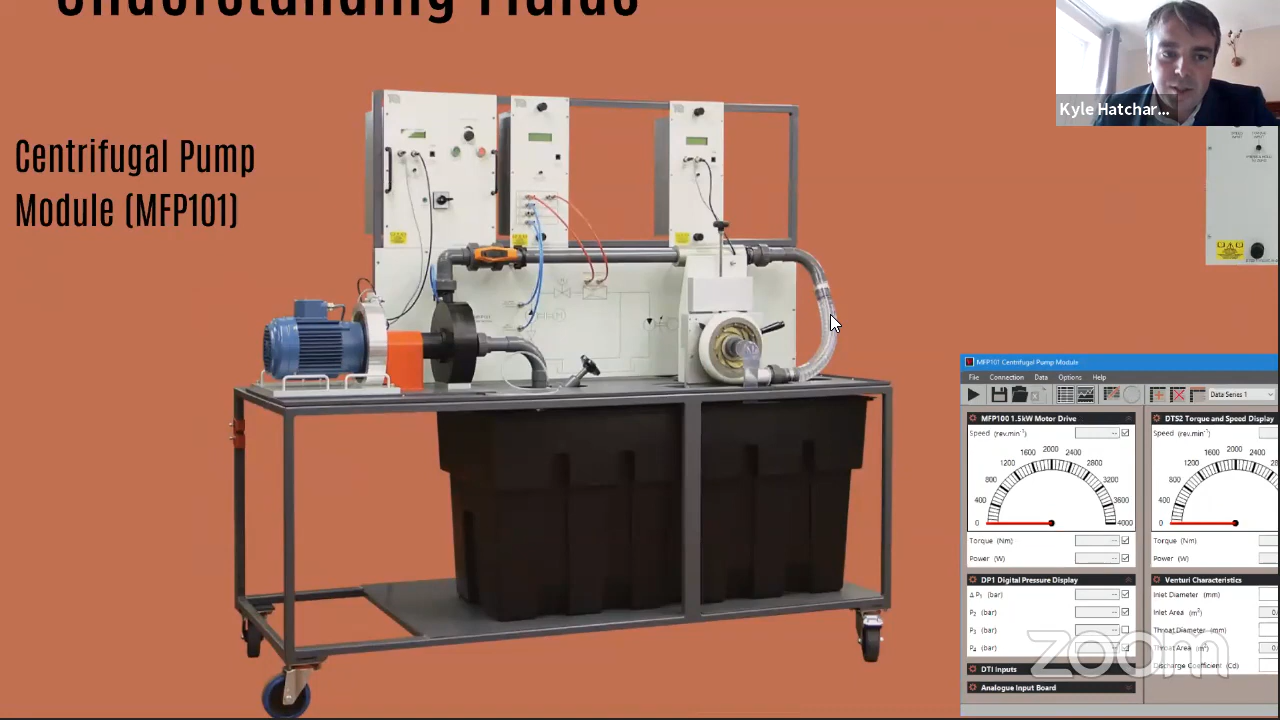 Understanding Fluids
Kyle Hatchar...
Centrifugal Pump
Module (MFP101)
MFP101 Centrifugal Pump Module
File Connection Data Options Help
Data Series 1
MFP100 1.5kW Motor Drive
Speed (rev.min⁻¹) --
0 400 800 1200 1600 2000 2400 2800 3200 3600 4000
Torque (Nm) --
Power (W) --
DTS2 Torque and Speed Display
Speed (rev.min⁻¹)
0 400 800 1200 1600 2000 2400 2800
Torque (Nm)
Power (W)
DP1 Digital Pressure Display
Δ P₁ (bar) --
P₂ (bar) --
P₃ (bar) --
P₄ (bar) --
DTI Inputs
Analogue Input Board
Venturi Characteristics
Inlet Diameter (mm)
Inlet Area (m²) 0.
Throat Diameter (mm)
Throat Area (m²) 0.
Discharge Coefficient (Cd)
zoom